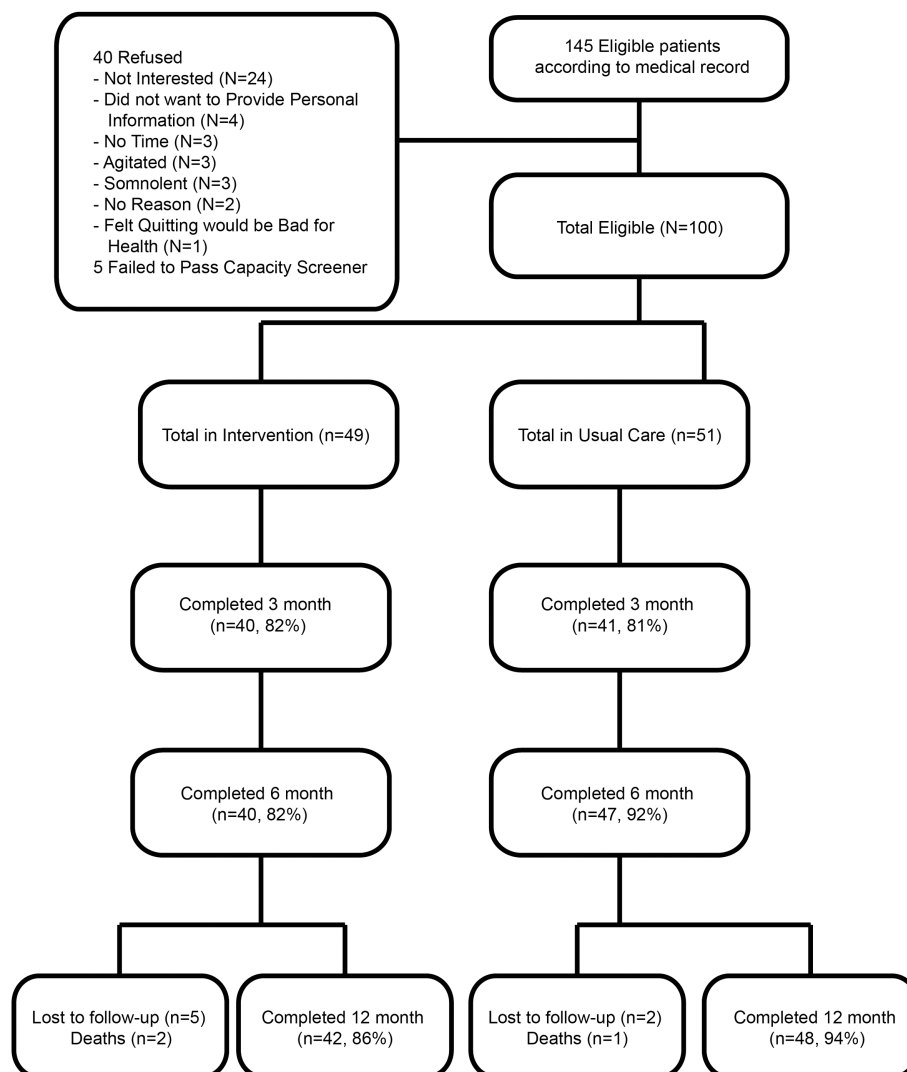 40 Refused
- Not Interested (N=24)
- Did not want to Provide Personal
Information (N=4)
- No Time (N=3)
- Agitated (N=3)
- Somnolent (N=3)
- No Reason (N=2)
- Felt Quitting would be Bad for
Health (N=1)
5 Failed to Pass Capacity Screener
145 Eligible patients
according to medical record
Total Eligible (N=100)
Total in Intervention (n=49)
Total in Usual Care (n=51)
Completed 3 month
(n=40, 82%)
Completed 3 month
(n=41, 81%)
Completed 6 month
(n=40, 82%)
Completed 6 month
(n=47, 92%)
Lost to follow-up (n=5)
Deaths (n=2)
Completed 12 month
(n=42, 86%)
Lost to follow-up (n=2)
Deaths (n=1)
Completed 12 month
(n=48, 94%)